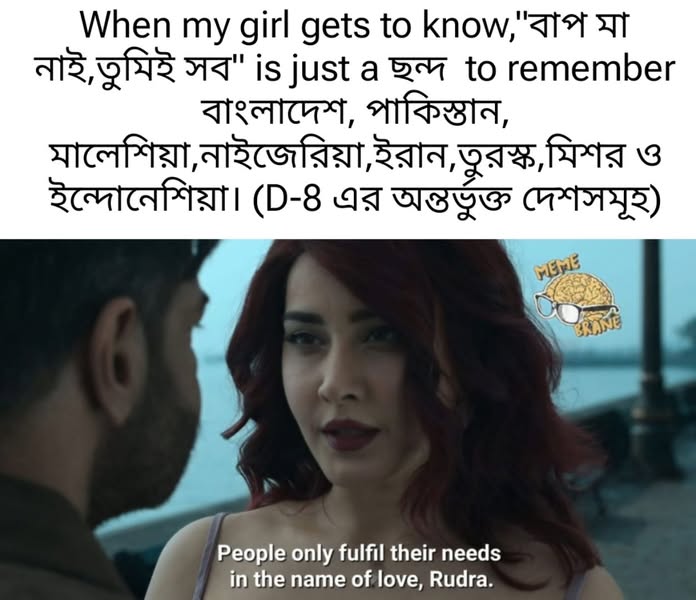 When my girl gets to know,"বাপ মা
নাই,তুমিই সব" is just a ছন্দ to remember
বাংলাদেশ, পাকিস্তান,
মালেশিয়া,নাইজেরিয়া,ইরান,তুরস্ক,মিশর ও
ইন্দোনেশিয়া। (D-8 এর অন্তর্ভুক্ত দেশসমূহ)
MEME
BRANE
People only fulfil their needs
in the name of love, Rudra.